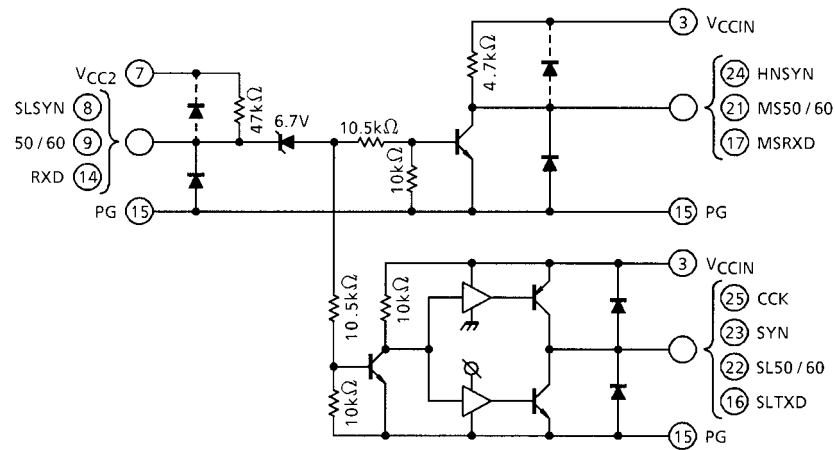 3 VCCIN
VCC2 7
4.7kΩ
24 HNSYN
SLSYN 8
47kΩ
6.7V
21 MS50/60
50/60 9
10.5kΩ
17 MSRXD
RXD 14
10kΩ
PG 15
15 PG
3 VCCIN
10.5kΩ
10kΩ
25 CCK
23 SYN
22 SL50/60
10kΩ
16 SLTXD
15 PG